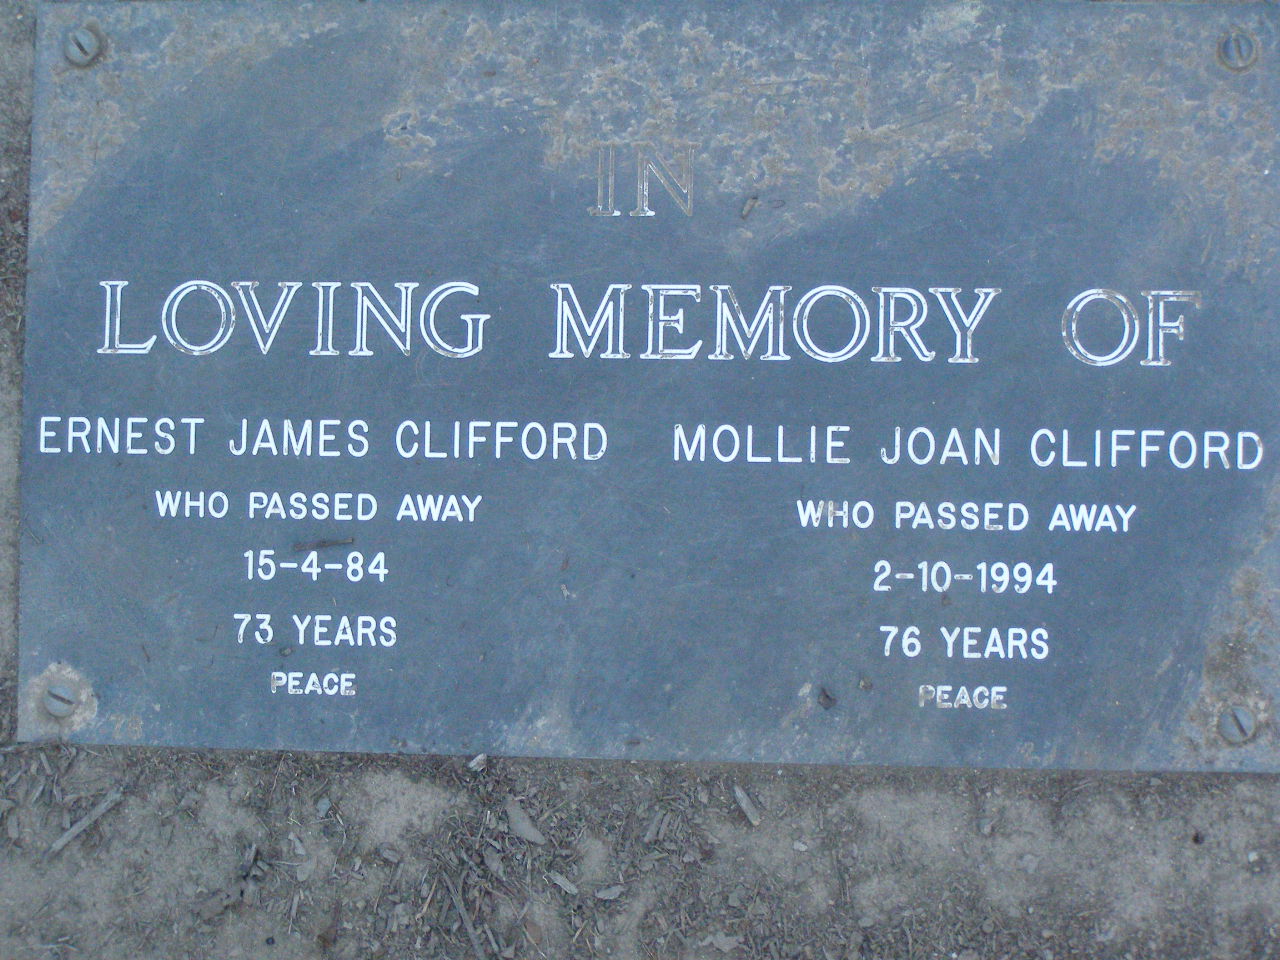 IN
LOVING MEMORY OF
ERNEST JAMES CLIFFORD
WHO PASSED AWAY
15-4-84
73 YEARS
PEACE
MOLLIE JOAN CLIFFORD
WHO PASSED AWAY
2-10-1994
76 YEARS
PEACE